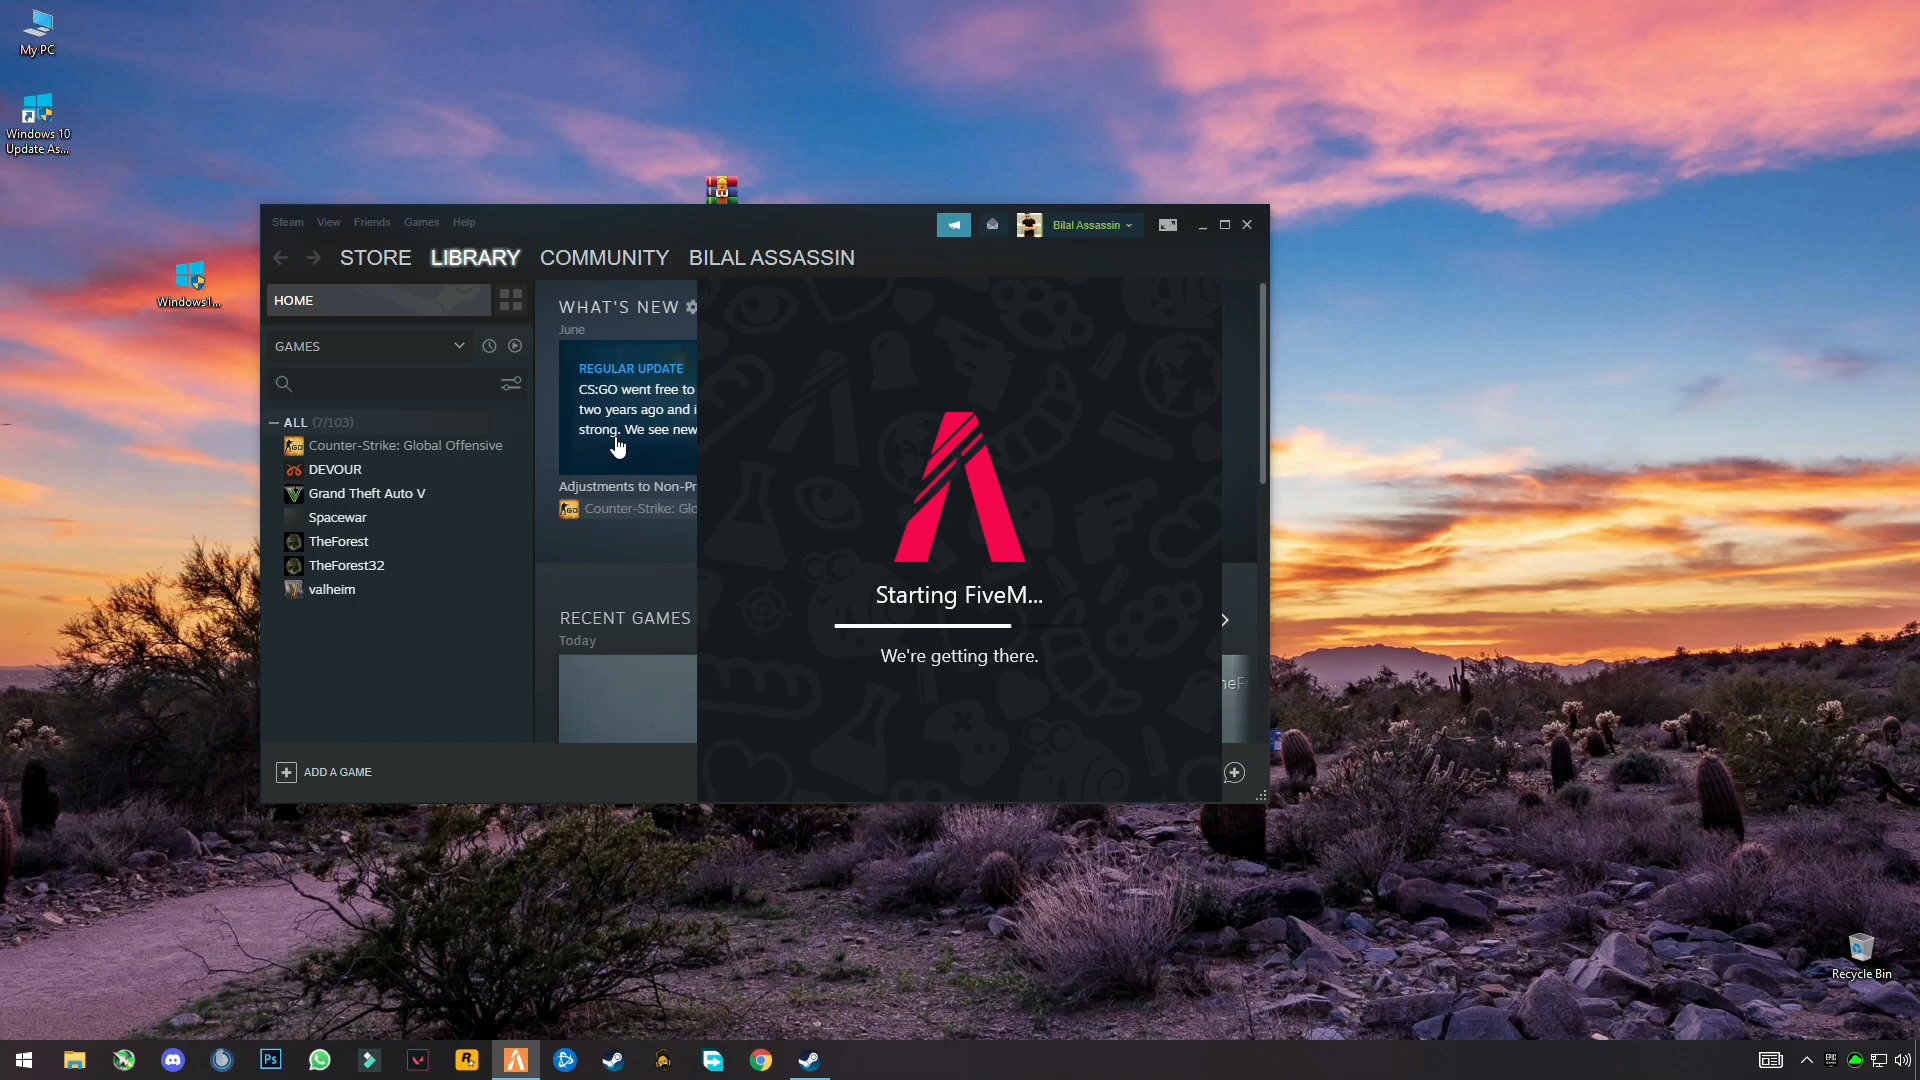 My PC
Windows 10
Update As...
Windows1...
Steam View Friends Games Help
Bilal Assassin
STORE LIBRARY COMMUNITY BILAL ASSASSIN
HOME
GAMES
ALL (7/103)
Counter-Strike: Global Offensive
DEVOUR
Grand Theft Auto V
Spacewar
TheForest
TheForest32
valheim
ADD A GAME
WHAT'S NEW
June
REGULAR UPDATE
CS:GO went free to
two years ago and i
strong. We see new
Adjustments to Non-Pr
Counter-Strike: Glo
RECENT GAMES
Today
Starting FiveM...
We're getting there.
heFo
Recycle Bin